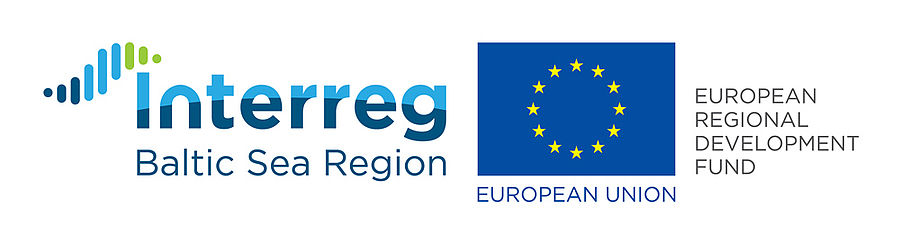 Interreg
Baltic Sea Region
EUROPEAN UNION
EUROPEAN
REGIONAL
DEVELOPMENT
FUND